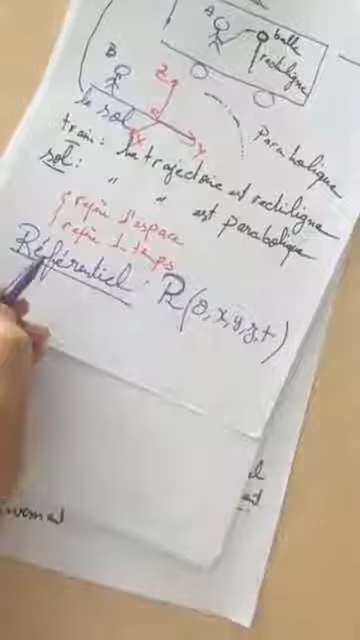 A
balle
rectiligne
B
le sol
z
y
x
Parabolique
train : la trajectoire est rectiligne
sol : " " est parabolique
repère d'espace
repère de temps
Référentiel : R(o,x,y,z,t)